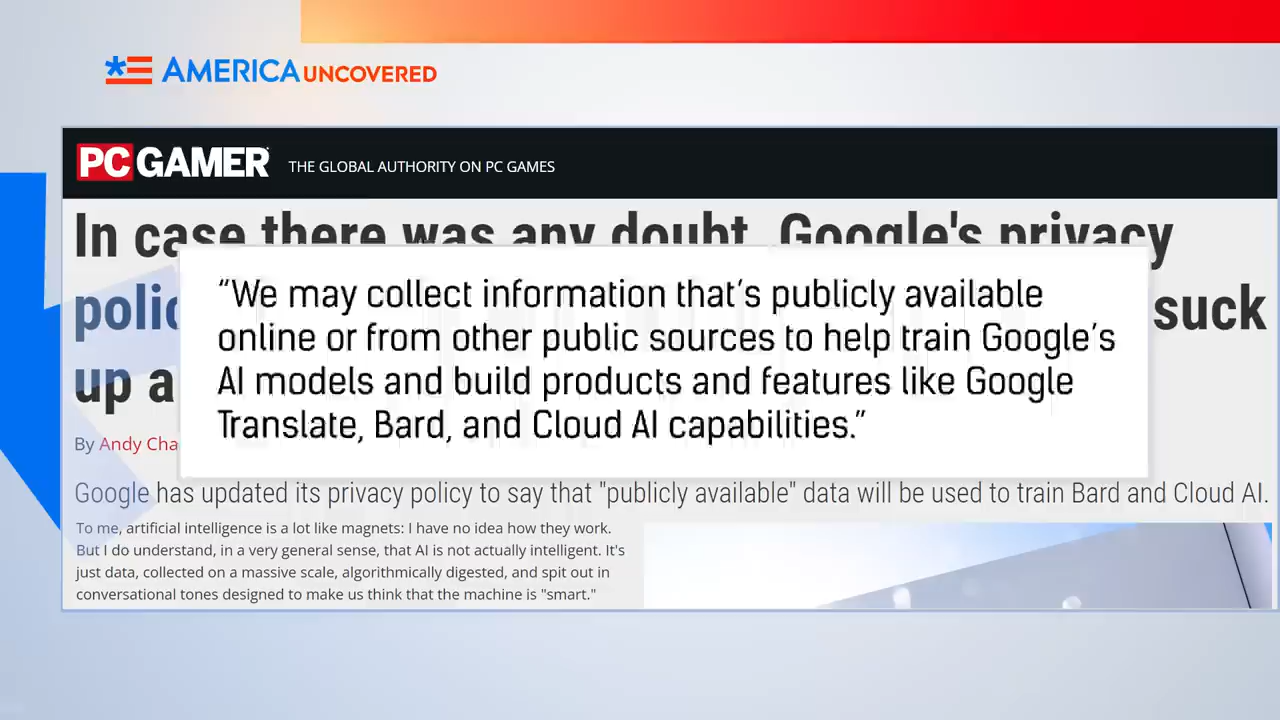 AMERICA UNCOVERED
PC GAMER THE GLOBAL AUTHORITY ON PC GAMES
In case there was any doubt, Google's privacy
suck
up a
“We may collect information that’s publicly available
online or from other public sources to help train Google’s
AI models and build products and features like Google
Translate, Bard, and Cloud AI capabilities.”
By Andy
Google has updated its privacy policy to say that "publicly available" data will be used to train Bard and Cloud AI.
To me, artificial intelligence is a lot like magnets: I have no idea how they work.
But I do understand, in a very general sense, that AI is not actually intelligent. It's
just data, collected on a massive scale, algorithmically digested, and spit out in
conversational tones designed to make us think that the machine is "smart."